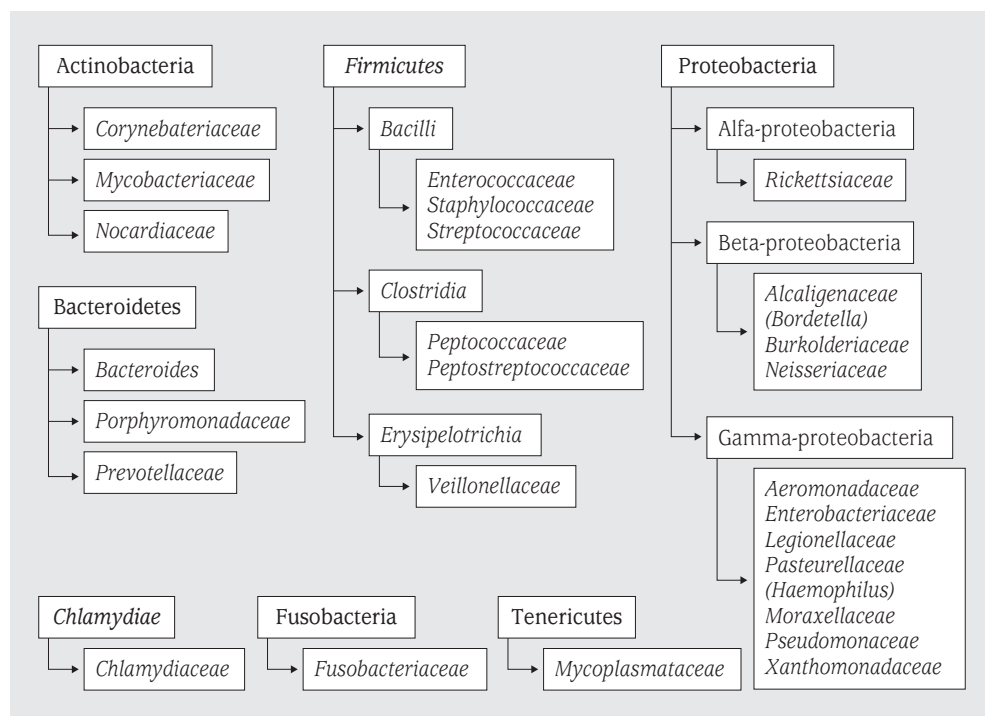 Actinobacteria
Corynebateriaceae
Mycobacteriaceae
Nocardiaceae
Bacteroidetes
Bacteroides
Porphyromonadaceae
Prevotellaceae
Firmicutes
Bacilli
Enterococcaceae
Staphylococcaceae
Streptococcaceae
Clostridia
Peptococcaceae
Peptostreptococcaceae
Erysipelotrichia
Veillonellaceae
Proteobacteria
Alfa-proteobacteria
Rickettsiaceae
Beta-proteobacteria
Alcaligenaceae
(Bordetella)
Burkolderiaceae
Neisseriaceae
Gamma-proteobacteria
Aeromonadaceae
Enterobacteriaceae
Legionellaceae
Pasteurellaceae
(Haemophilus)
Moraxellaceae
Pseudomonaceae
Xanthomonadaceae
Chlamydiae
Chlamydiaceae
Fusobacteria
Fusobacteriaceae
Tenericutes
Mycoplasmataceae